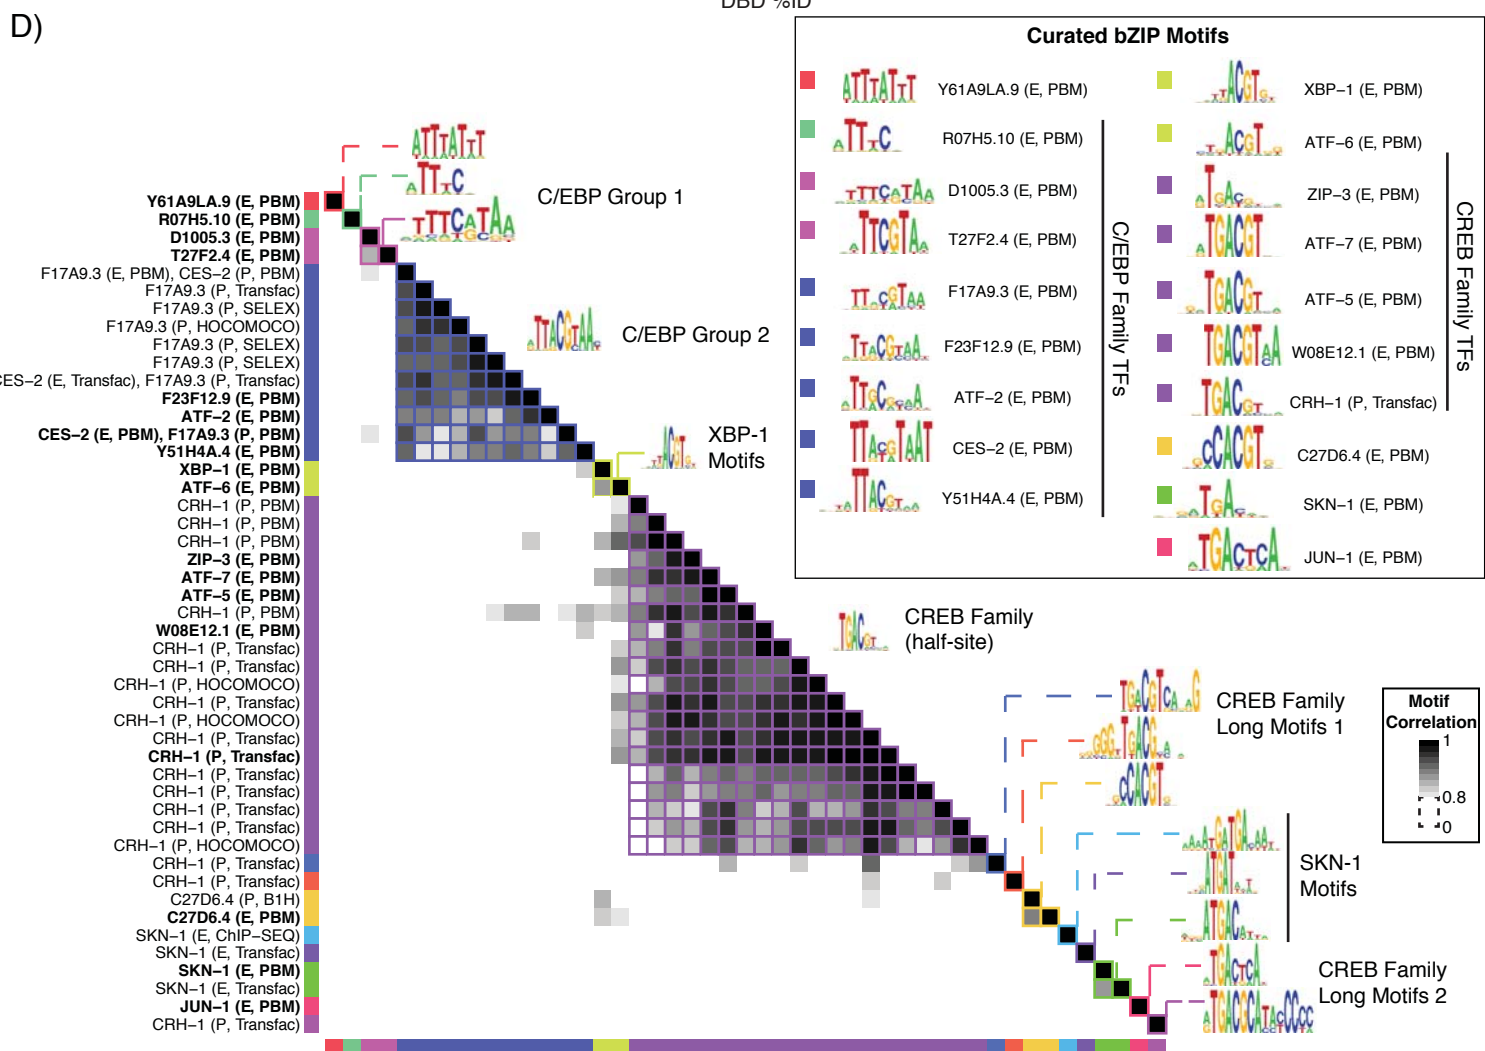 DBD %ID
D)
Curated bZIP Motifs
Y61A9LA.9 (E, PBM)
R07H5.10 (E, PBM)
D1005.3 (E, PBM)
T27F2.4 (E, PBM)
F17A9.3 (E, PBM)
F23F12.9 (E, PBM)
ATF−2 (E, PBM)
CES−2 (E, PBM)
Y51H4A.4 (E, PBM)
C/EBP Family TFs
XBP−1 (E, PBM)
ATF−6 (E, PBM)
ZIP−3 (E, PBM)
ATF−7 (E, PBM)
ATF−5 (E, PBM)
W08E12.1 (E, PBM)
CRH−1 (P, Transfac)
C27D6.4 (E, PBM)
SKN−1 (E, PBM)
JUN−1 (E, PBM)
CREB Family TFs
Y61A9LA.9 (E, PBM)
R07H5.10 (E, PBM)
D1005.3 (E, PBM)
T27F2.4 (E, PBM)
F17A9.3 (E, PBM), CES−2 (P, PBM)
F17A9.3 (P, Transfac)
F17A9.3 (P, SELEX)
F17A9.3 (P, HOCOMOCO)
F17A9.3 (P, SELEX)
F17A9.3 (P, SELEX)
CES−2 (E, Transfac), F17A9.3 (P, Transfac)
F23F12.9 (E, PBM)
ATF−2 (E, PBM)
CES−2 (E, PBM), F17A9.3 (P, PBM)
Y51H4A.4 (E, PBM)
XBP−1 (E, PBM)
ATF−6 (E, PBM)
CRH−1 (P, PBM)
CRH−1 (P, PBM)
CRH−1 (P, PBM)
ZIP−3 (E, PBM)
ATF−7 (E, PBM)
ATF−5 (E, PBM)
CRH−1 (P, PBM)
W08E12.1 (E, PBM)
CRH−1 (P, Transfac)
CRH−1 (P, Transfac)
CRH−1 (P, HOCOMOCO)
CRH−1 (P, Transfac)
CRH−1 (P, HOCOMOCO)
CRH−1 (P, Transfac)
CRH−1 (P, Transfac)
CRH−1 (P, Transfac)
CRH−1 (P, Transfac)
CRH−1 (P, Transfac)
CRH−1 (P, Transfac)
CRH−1 (P, HOCOMOCO)
CRH−1 (P, Transfac)
CRH−1 (P, Transfac)
C27D6.4 (P, B1H)
C27D6.4 (E, PBM)
SKN−1 (E, ChIP−SEQ)
SKN−1 (E, Transfac)
SKN−1 (E, PBM)
SKN−1 (E, Transfac)
JUN−1 (E, PBM)
CRH−1 (P, Transfac)
C/EBP Group 1
C/EBP Group 2
XBP-1
Motifs
CREB Family
(half-site)
CREB Family
Long Motifs 1
SKN-1
Motifs
CREB Family
Long Motifs 2
Motif
Correlation
1
0.8
0